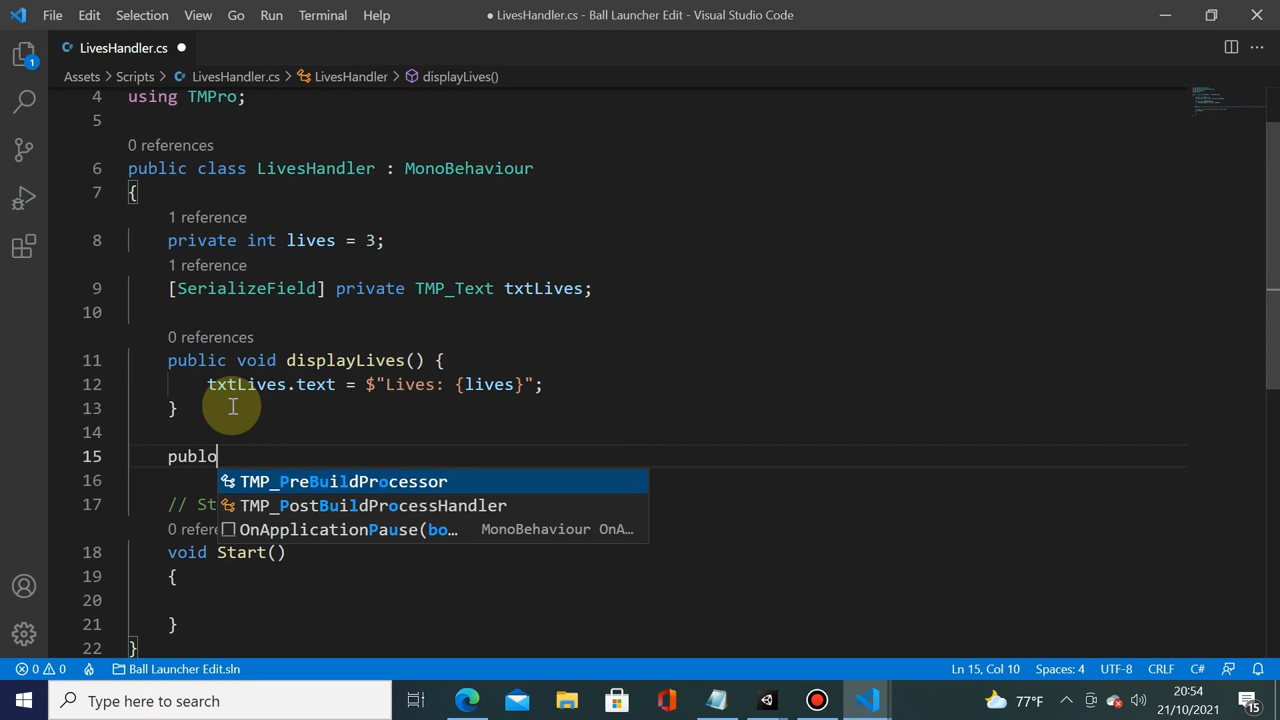 File Edit Selection View Go Run Terminal Help ● LivesHandler.cs - Ball Launcher Edit - Visual Studio Code
LivesHandler.cs ●
Assets > Scripts > LivesHandler.cs > LivesHandler > displayLives()
4 using TMPro;
5
0 references
6 public class LivesHandler : MonoBehaviour
7 {
1 reference
8 private int lives = 3;
1 reference
9 [SerializeField] private TMP_Text txtLives;
10
0 references
11 public void displayLives() {
12 txtLives.text = $"Lives: {lives}";
13 }
14
15 publo
TMP_PreBuildProcessor
16
TMP_PostBuildProcessHandler
17 // St
OnApplicationPause(bo… MonoBehaviour OnA…
0 refere
18 void Start()
19 {
20
21 }
22 }
1
0 0 Ball Launcher Edit.sln Ln 15, Col 10 Spaces: 4 UTF-8 CRLF C#
Type here to search 77°F 20:54
21/10/2021
15